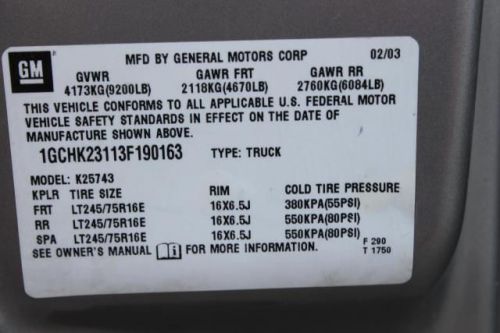 GM
MFD BY GENERAL MOTORS CORP 02/03
GVWR GAWR FRT GAWR RR
4173KG(9200LB) 2118KG(4670LB) 2760KG(6084LB)
THIS VEHICLE CONFORMS TO ALL APPLICABLE U.S. FEDERAL MOTOR
VEHICLE SAFETY STANDARDS IN EFFECT ON THE DATE OF
MANUFACTURE SHOWN ABOVE.
1GCHK23113F190163 TYPE: TRUCK
MODEL: K25743
KPLR TIRE SIZE RIM COLD TIRE PRESSURE
FRT LT245/75R16E 16X6.5J 380KPA(55PSI)
RR LT245/75R16E 16X6.5J 550KPA(80PSI)
SPA LT245/75R16E 16X6.5J 550KPA(80PSI)
SEE OWNER'S MANUAL FOR MORE INFORMATION F 290
T 1750